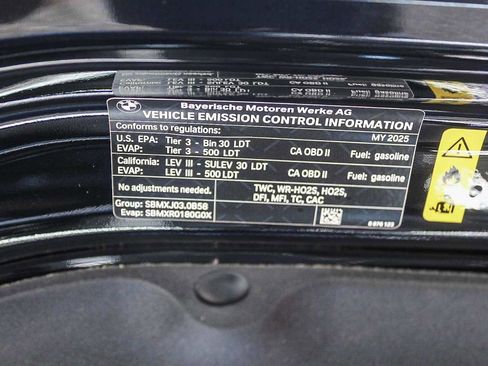 Bayerische Motoren Werke AG
VEHICLE EMISSION CONTROL INFORMATION
Conforms to regulations: MY 2025
U.S. EPA: Tier 3 - Bin 30 LDT
EVAP: Tier 3 - 500 LDT CA OBD II Fuel: gasoline
California: LEV III - SULEV 30 LDT
EVAP: LEV III - 500 LDT CA OBD II Fuel: gasoline
No adjustments needed.
TWC, WR-HO2S, HO2S,
DFI, MFI, TC, CAC
Group: SBMXJ03.0B58
Evap: SBMXR0180G0X